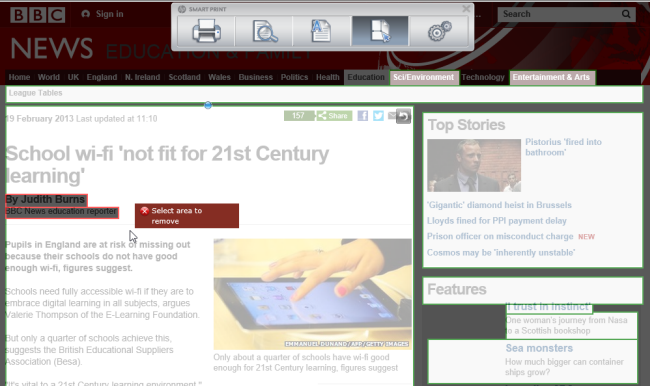 SMART PRINT
BBC Sign in ... Search
NEWS EDUCATION & FAMILY
Home World UK England N. Ireland Scotland Wales Business Politics Health Education Sci/Environment Technology Entertainment & Arts
League Tables
19 February 2013 Last updated at 11:10
157 Share
School wi-fi 'not fit for 21st Century
learning'
By Judith Burns
BBC News education reporter
Select area to
remove
Pupils in England are at risk of missing out
because their schools do not have good
enough wi-fi, figures suggest.
Schools need fully accessible wi-fi if they are to
embrace digital learning in all subjects, argues
Valerie Thompson of the E-Learning Foundation.
But only a quarter of schools achieve this,
suggests the British Educational Suppliers
Association (Besa).
"It's vital to a 21st Century learning environment,"
EMMANUEL DUNAND/AFP/GETTY IMAGES
Only about a quarter of schools have wi-fi good
enough for 21st Century learning, figures suggest
Top Stories
Pistorius 'fired into
bathroom'
'Gigantic' diamond heist in Brussels
Lloyds fined for PPI payment delay
Prison officer on misconduct charge NEW
Cosmos may be 'inherently unstable'
Features
'I trust in instinct'
One woman's journey from Nasa
to a Scottish bookshop
Sea monsters
How much bigger can container
ships grow?